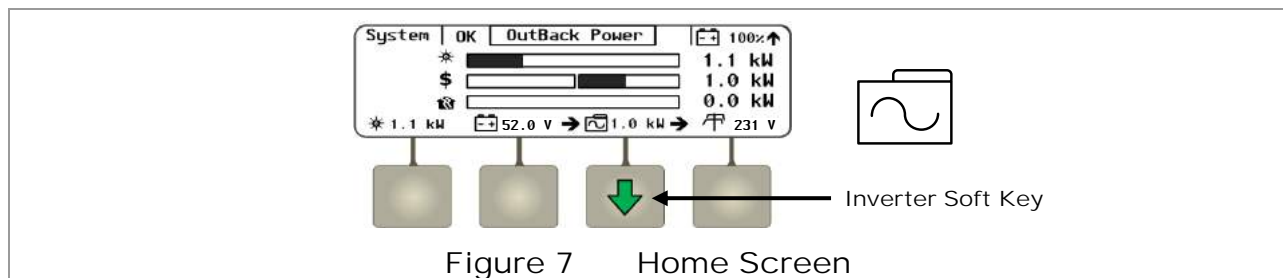 System OK OutBack Power 100%
1.1 kW
$ 1.0 kW
0.0 kW
1.1 kW 52.0 V 1.0 kW 231 V
Inverter Soft Key
Figure 7 Home Screen